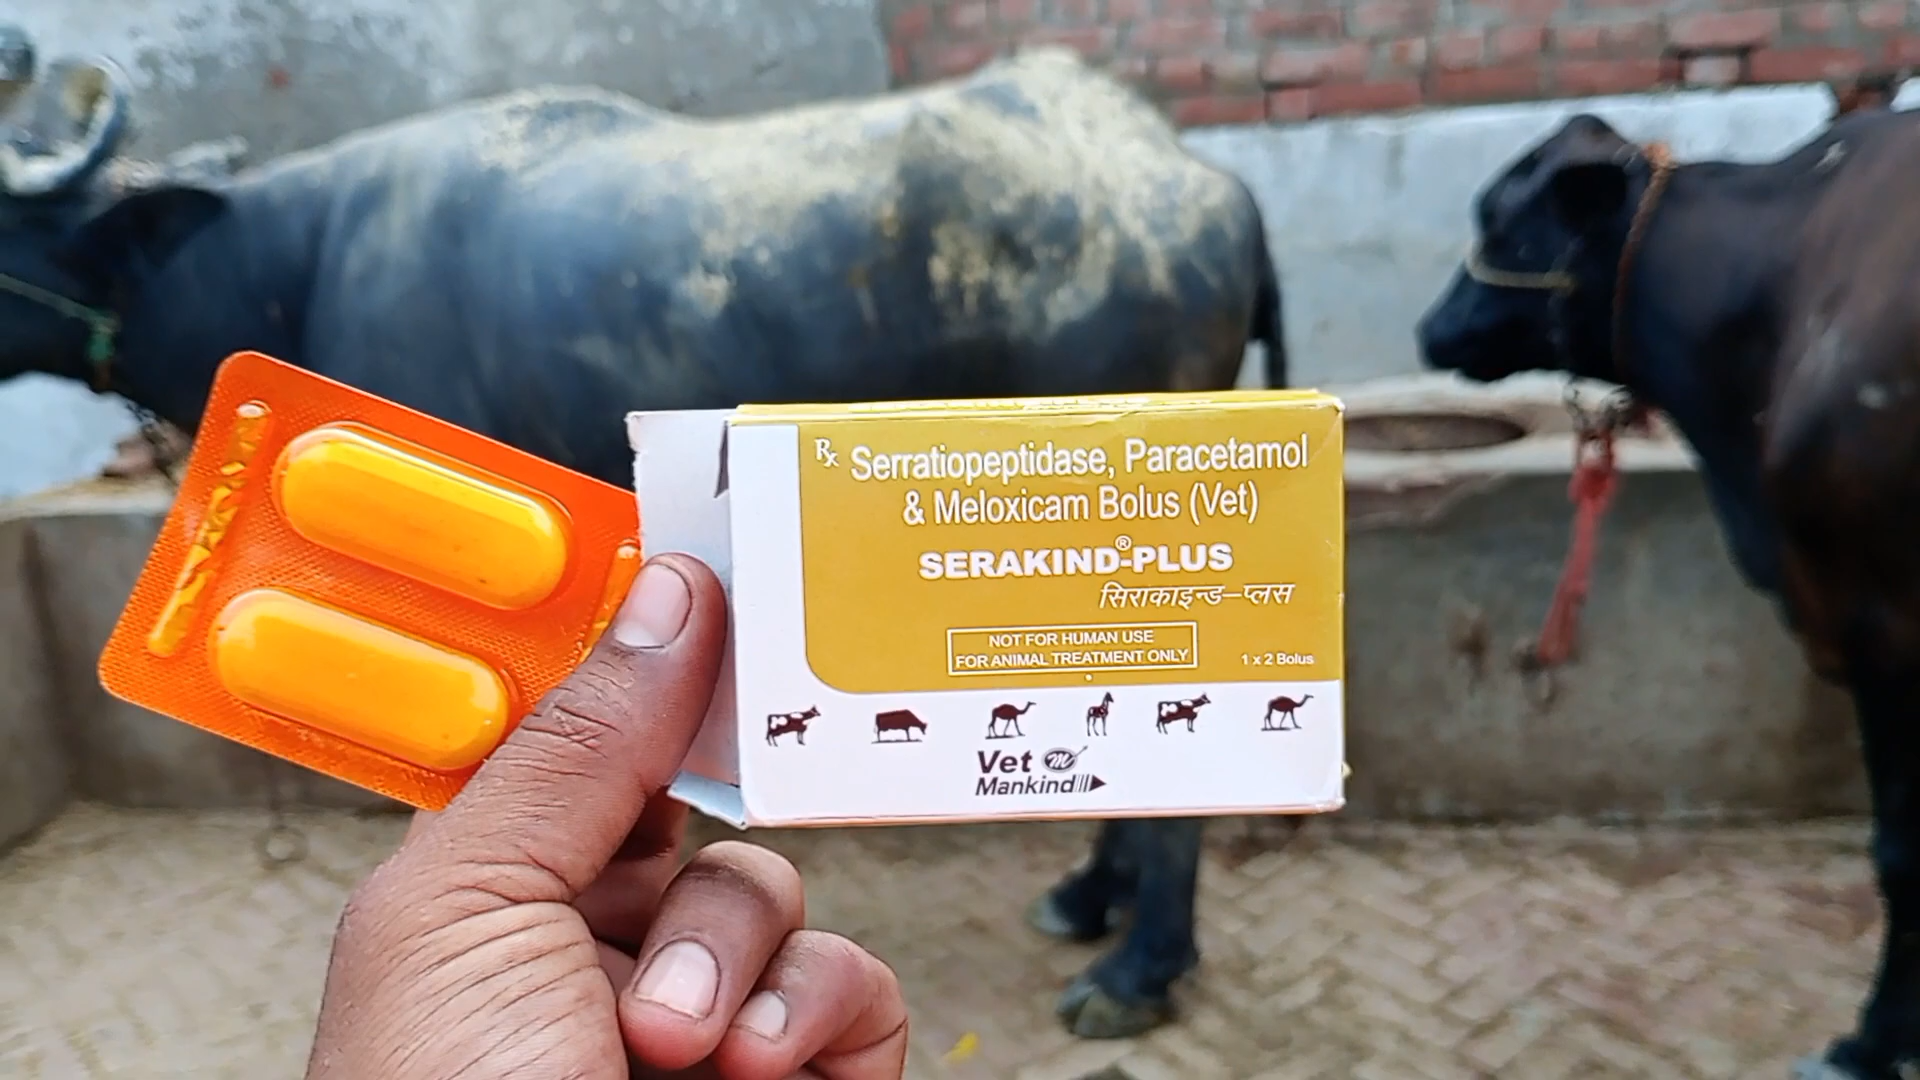 Rx Serratiopeptidase, Paracetamol
& Meloxicam Bolus (Vet)
SERAKIND®-PLUS
सिराकाइन्ड–प्लस
NOT FOR HUMAN USE
FOR ANIMAL TREATMENT ONLY
1 x 2 Bolus
Vet
Mankind